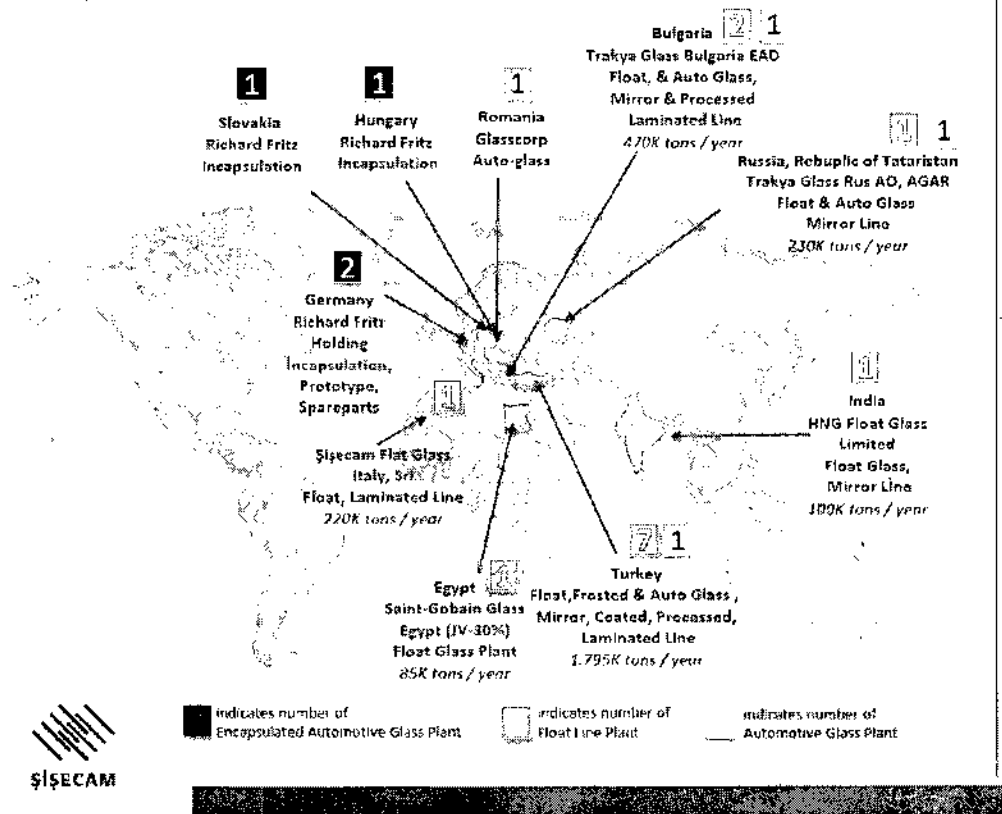 1
Slovakia
Richard Fritz
Incapsulation
1
Hungary
Richard Fritz
Incapsulation
1
Romania
Glasscorp
Auto-glass
Bulgaria 2 1
Trakya Glass Bulgaria EAD
Float, & Auto Glass,
Mirror & Processed
Laminated Line
470K tons / year
1 1
Russia, Rebuplic of Tataristan
Trakya Glass Rus AO, AGAR
Float & Auto Glass
Mirror Line
230K tons / year
2
Germany
Richard Fritz
Holding
Incapsulation,
Prototype,
Spareparts
1
Şişecam Flat Glass
Italy, Srl
Float, Laminated Line
220K tons / year
1
India
HNG Float Glass
Limited
Float Glass,
Mirror Line
tons / year
Egypt
Saint-Gobain Glass
Egypt (JV-30%)
Float Glass Plant
85K tons / year
7 1
Turkey
Float,Frosted & Auto Glass ,
Mirror, Coated, Processed,
Laminated Line
1.795K tons / year
indicates number of
Encapsulated Automotive Glass Plant
indicates number of
Float Line Plant
indicates number of
Automotive Glass Plant
ŞİŞECAM